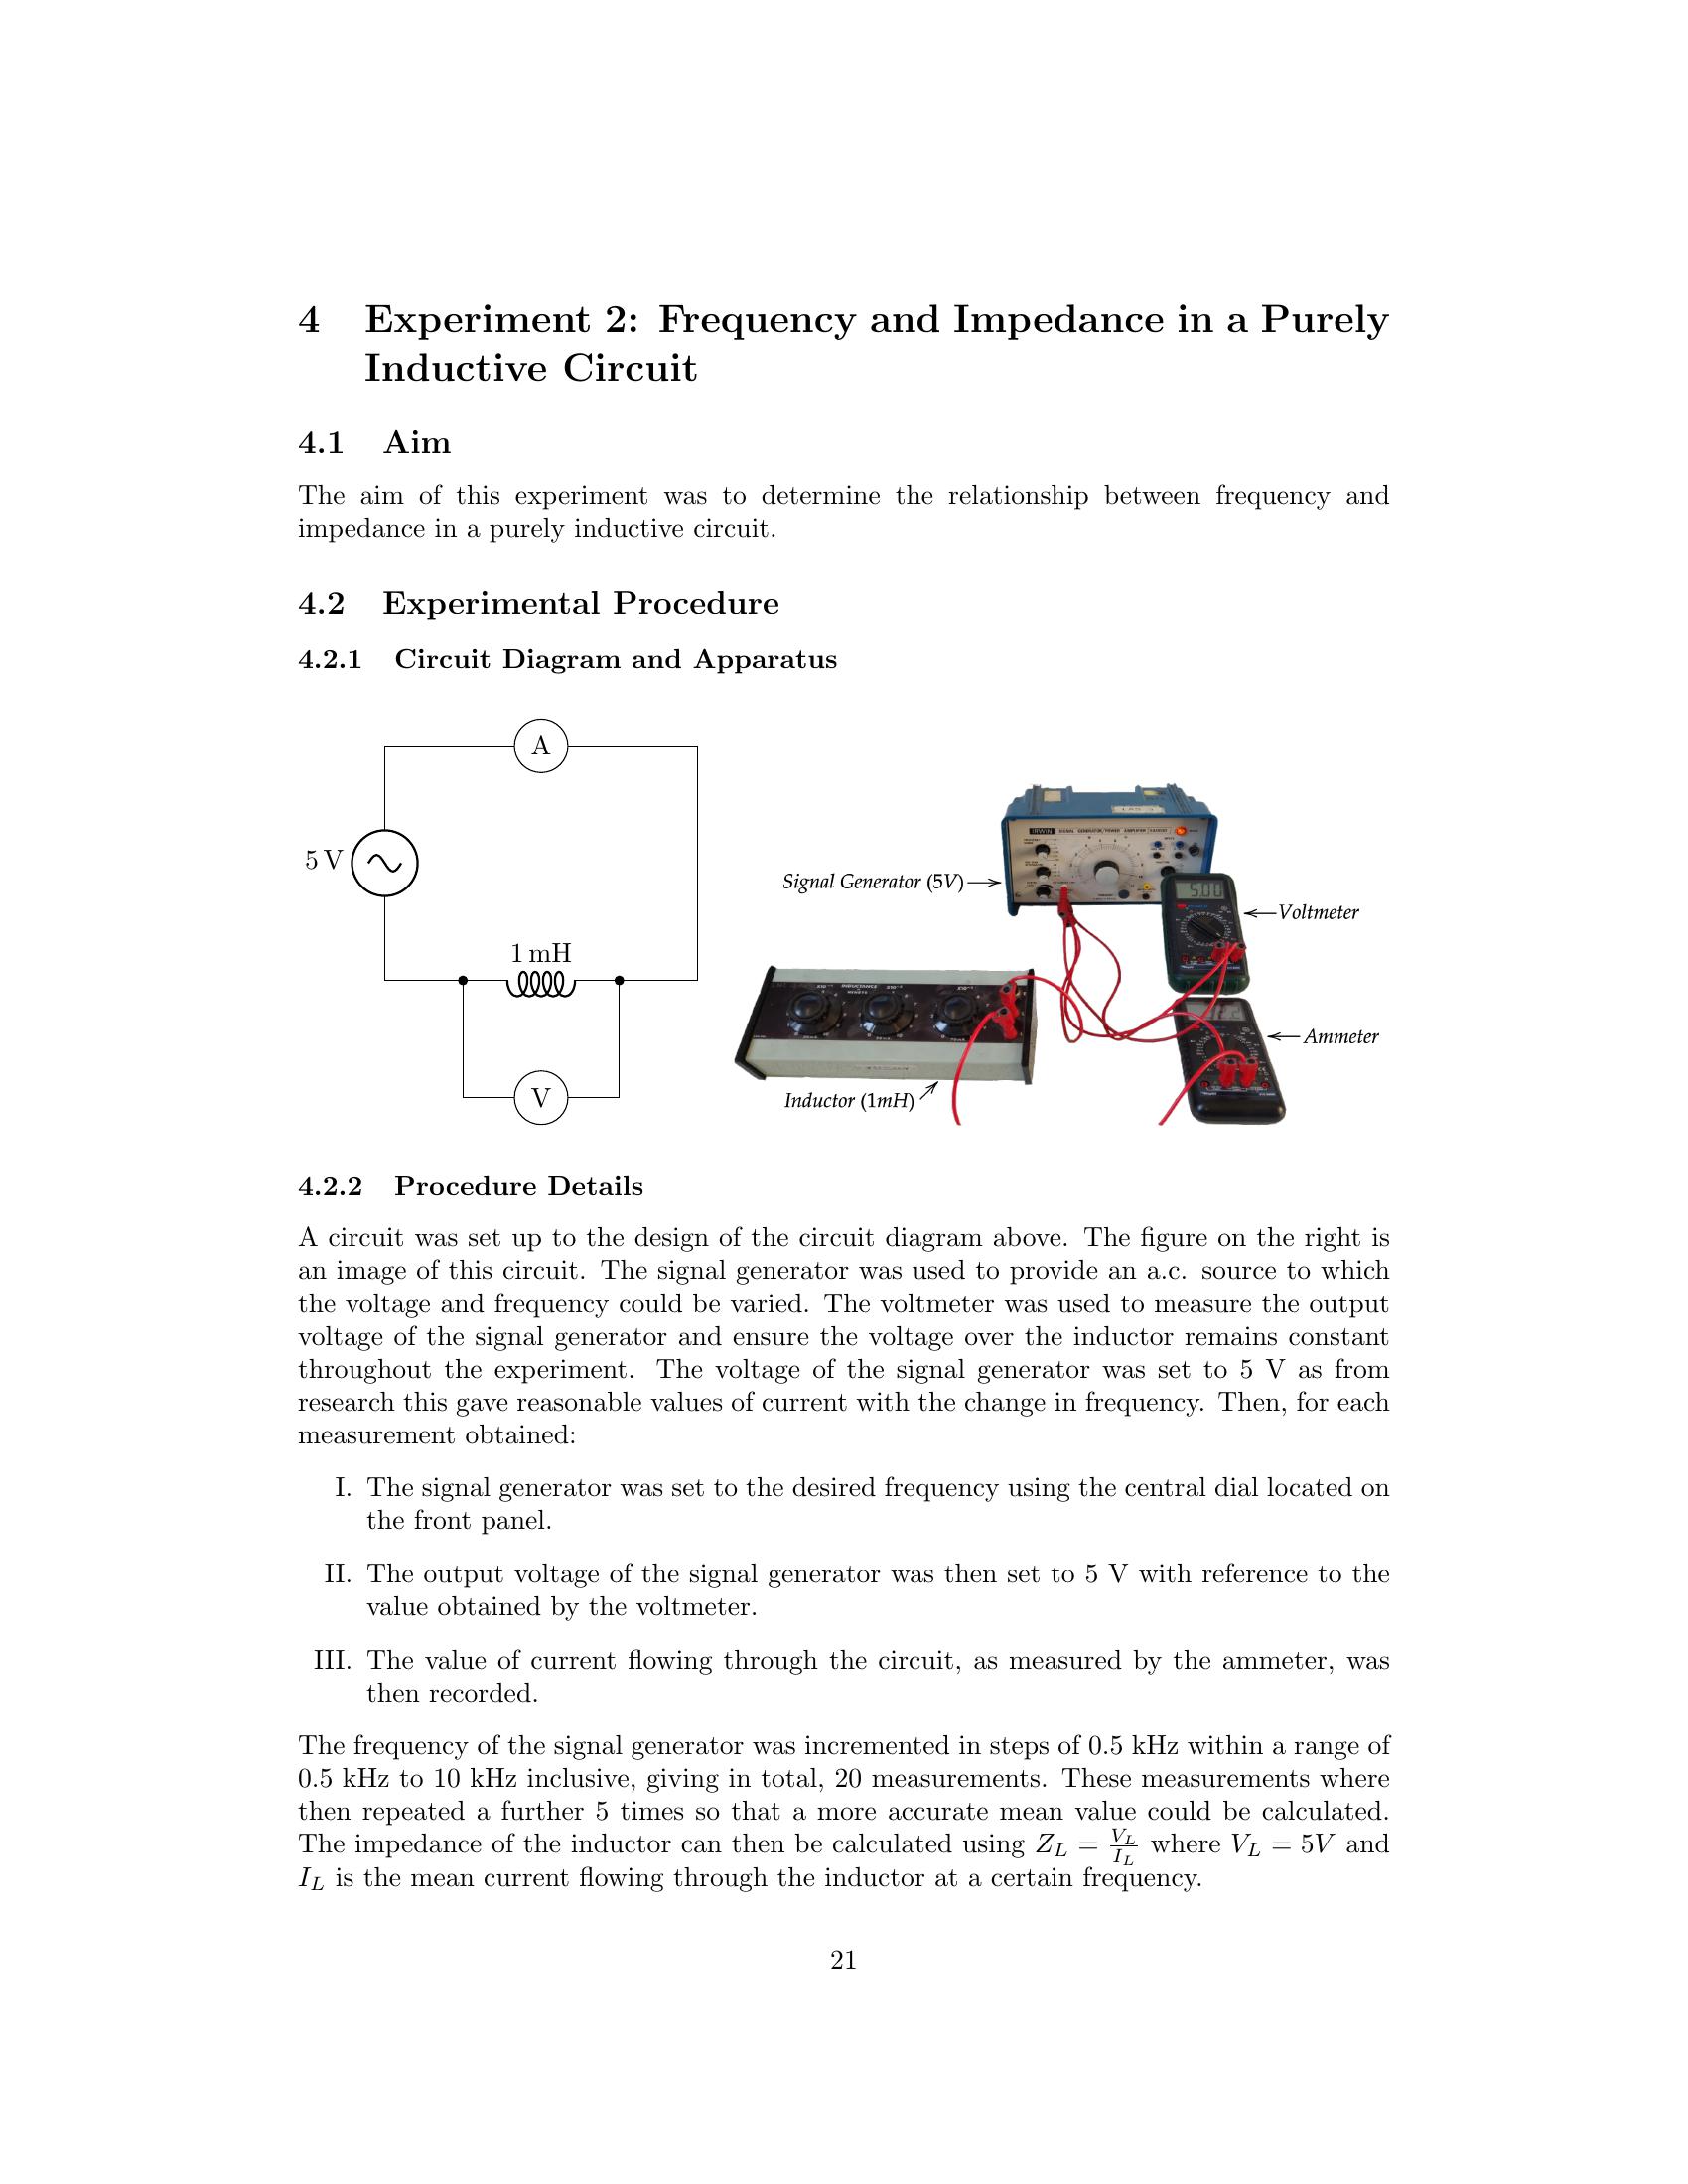 4 Experiment 2: Frequency and Impedance in a Purely
Inductive Circuit
4.1 Aim
The aim of this experiment was to determine the relationship between frequency and
impedance in a purely inductive circuit.
4.2 Experimental Procedure
4.2.1 Circuit Diagram and Apparatus
A
5 V
1 mH
V
IRWIN SIGNAL GENERATOR/POWER AMPLIFIER
Signal Generator (5V)
5.00
Voltmeter
INDUCTANCE
Ammeter
Inductor (1mH)
4.2.2 Procedure Details
A circuit was set up to the design of the circuit diagram above. The figure on the right is
an image of this circuit. The signal generator was used to provide an a.c. source to which
the voltage and frequency could be varied. The voltmeter was used to measure the output
voltage of the signal generator and ensure the voltage over the inductor remains constant
throughout the experiment. The voltage of the signal generator was set to 5 V as from
research this gave reasonable values of current with the change in frequency. Then, for each
measurement obtained:
I. The signal generator was set to the desired frequency using the central dial located on
the front panel.
II. The output voltage of the signal generator was then set to 5 V with reference to the
value obtained by the voltmeter.
III. The value of current flowing through the circuit, as measured by the ammeter, was
then recorded.
The frequency of the signal generator was incremented in steps of 0.5 kHz within a range of
0.5 kHz to 10 kHz inclusive, giving in total, 20 measurements. These measurements where
then repeated a further 5 times so that a more accurate mean value could be calculated.
The impedance of the inductor can then be calculated using Z_L = V_L/I_L where V_L = 5V and
I_L is the mean current flowing through the inductor at a certain frequency.
21